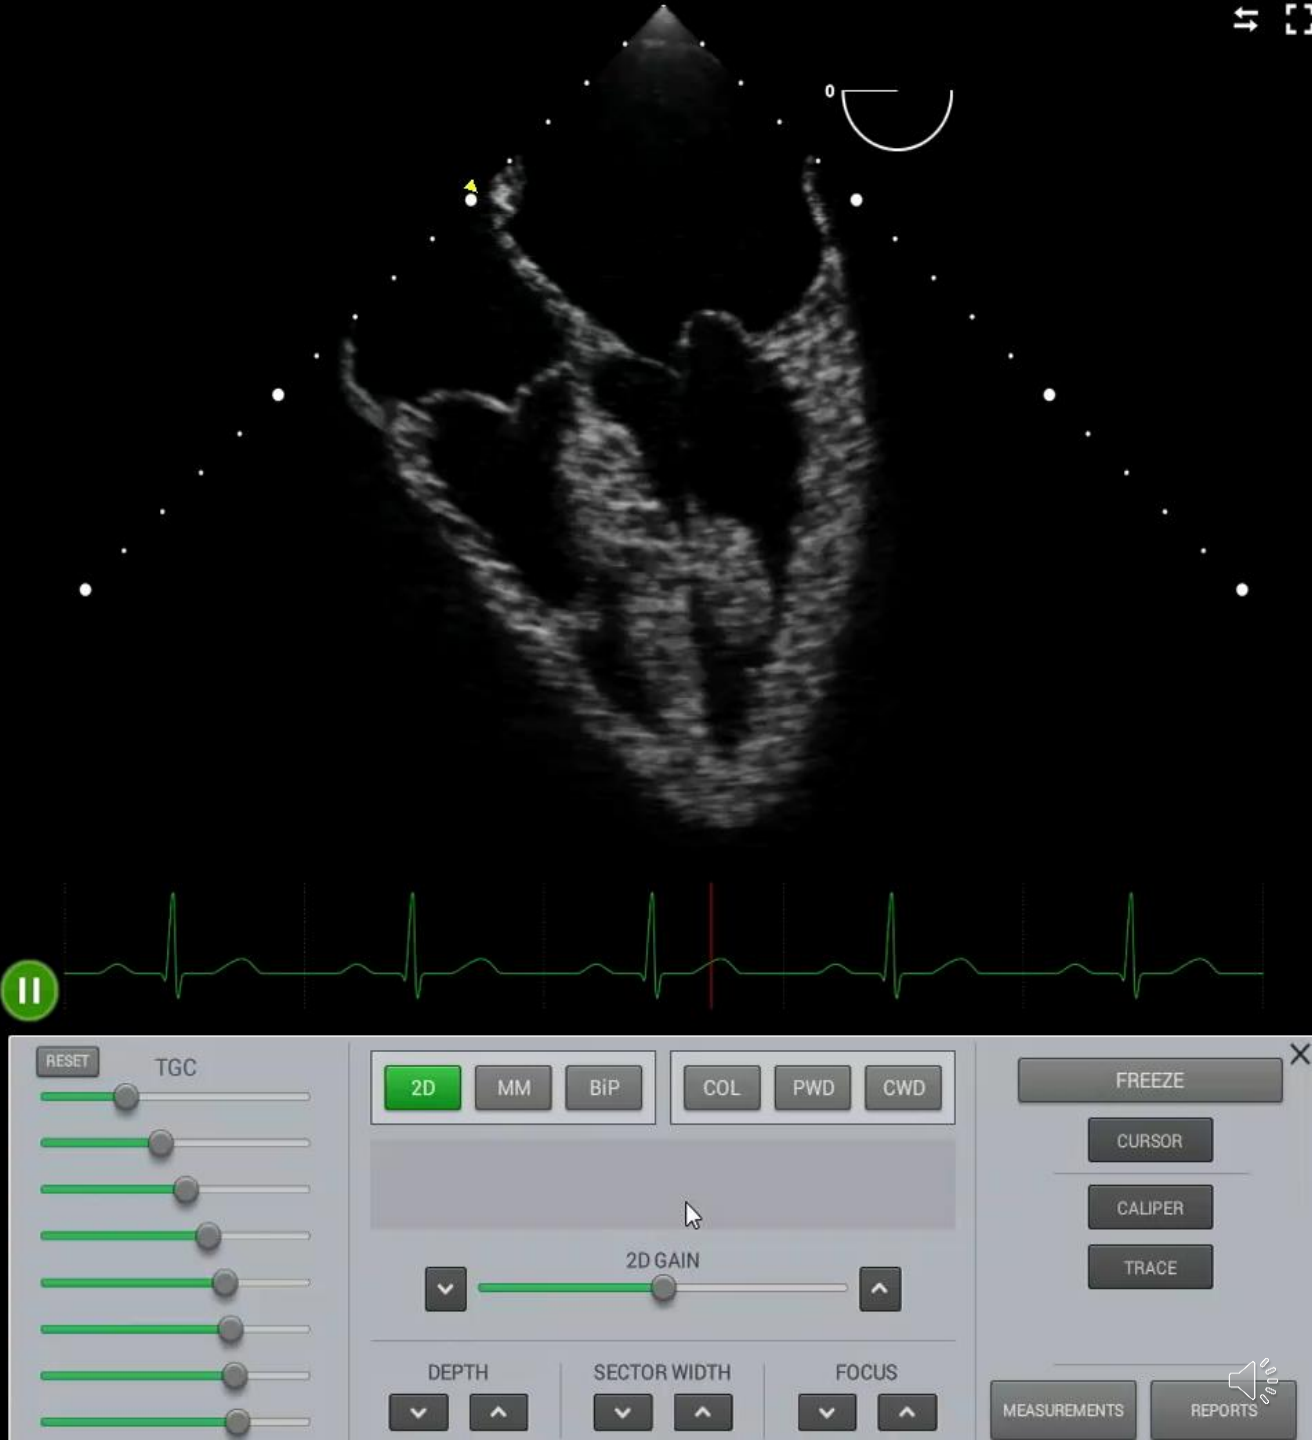 0
RESET
TGC
2D
MM
BiP
COL
PWD
CWD
FREEZE
CURSOR
CALIPER
TRACE
2D GAIN
DEPTH
SECTOR WIDTH
FOCUS
MEASUREMENTS
REPORTS